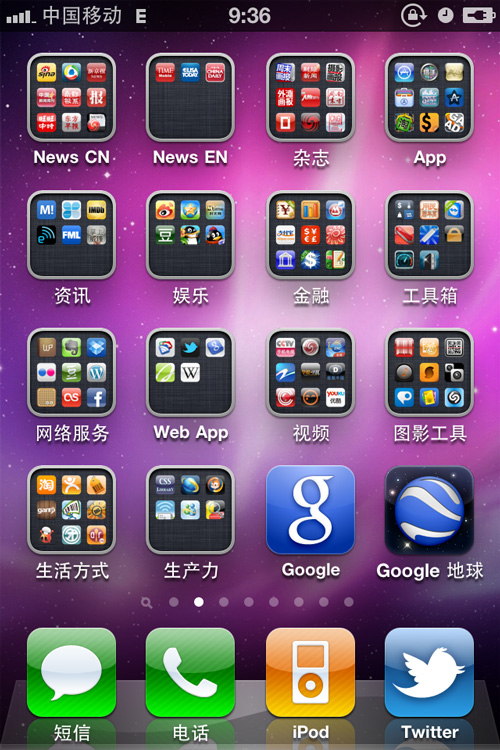 中国移动 E 9:36
News CN News EN 杂志 App
资讯 娱乐 金融 工具箱
网络服务 Web App 视频 图影工具
生活方式 生产力 Google Google 地球
短信 电话 iPod Twitter